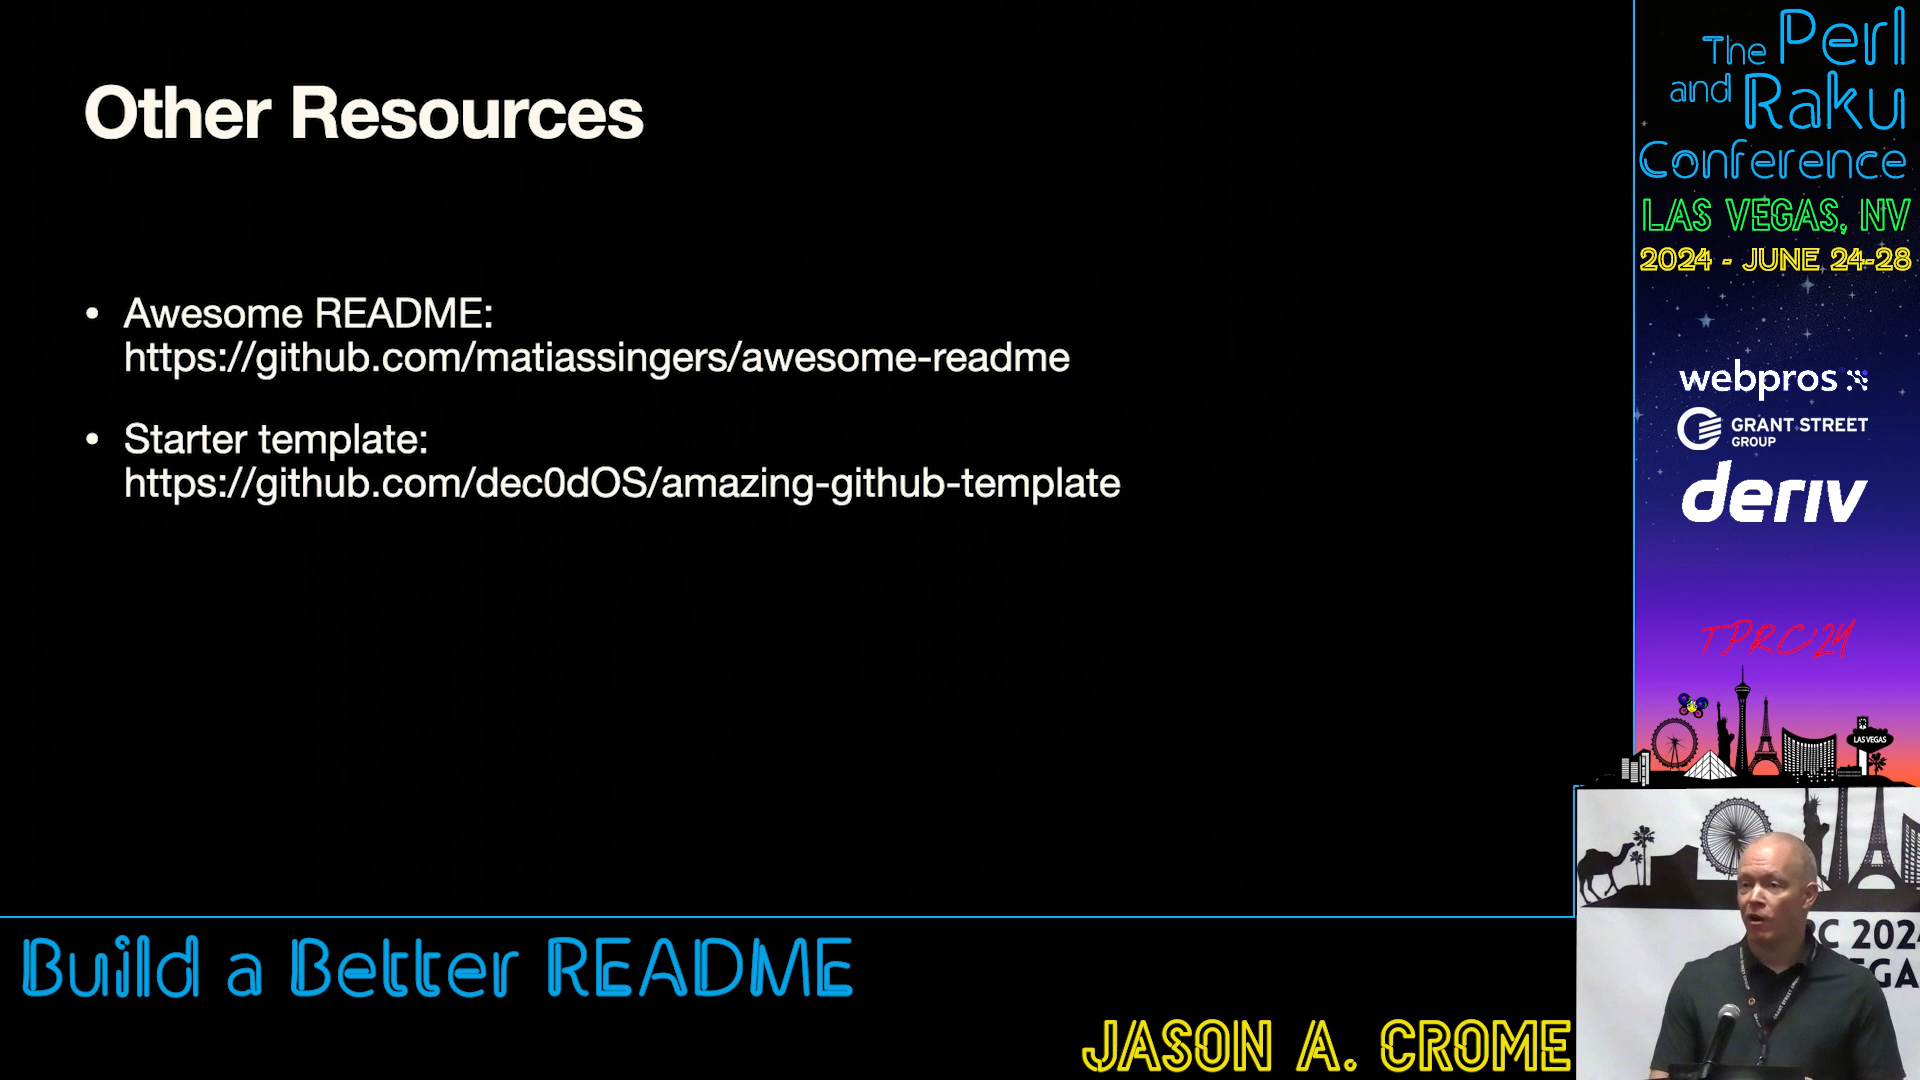 Other Resources
• Awesome README:
https://github.com/matiassingers/awesome-readme
• Starter template:
https://github.com/dec0dOS/amazing-github-template
The Perl
and Raku
Conference
LAS VEGAS, NV
2024 - JUNE 24-28
webpros
GRANT STREET
GROUP
deriv
TPRC'24
LAS VEGAS
Build a Better README
JASON A. CROME